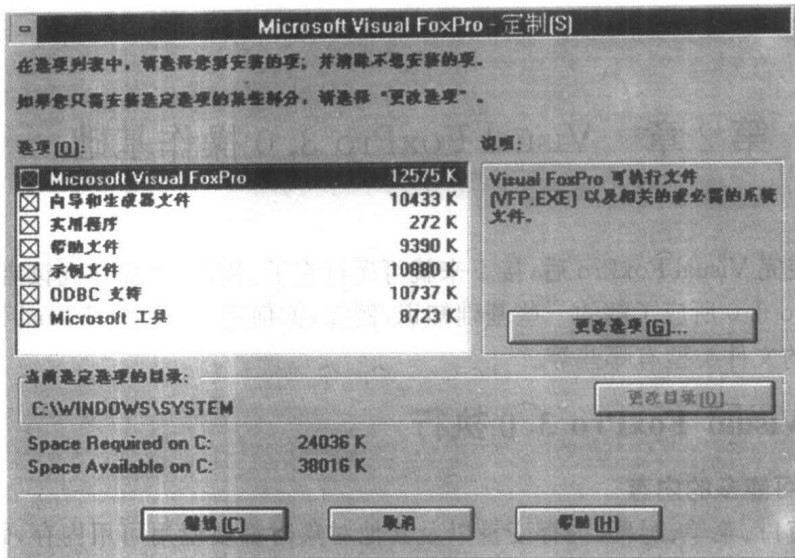 Microsoft Visual FoxPro - 定制[S]
在选项列表中，请选择您要安装的项；并清除不想安装的项。
如果您只需安装选定选项的某些部分，请选择“更改选项”。
选项[O]:
Microsoft Visual FoxPro 12575 K
向导和生成器文件 10433 K
实用程序 272 K
帮助文件 9390 K
示例文件 10880 K
ODBC 支持 10737 K
Microsoft 工具 8723 K
说明:
Visual FoxPro 可执行文件
(VFP.EXE) 以及相关的或必需的系统
文件。
更改选项[G]...
当前选定选项的目录:
C:\WINDOWS\SYSTEM
更改目录[D]...
Space Required on C: 24036 K
Space Available on C: 38016 K
继续[C]
取消
帮助[H]